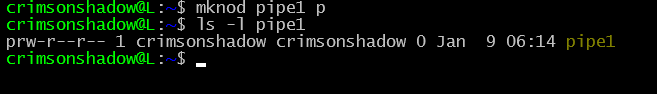 crimsonshadow@L:~$ mknod pipe1 p
crimsonshadow@L:~$ ls -l pipe1
prw-r--r-- 1 crimsonshadow crimsonshadow 0 Jan  9 06:14 pipe1
crimsonshadow@L:~$